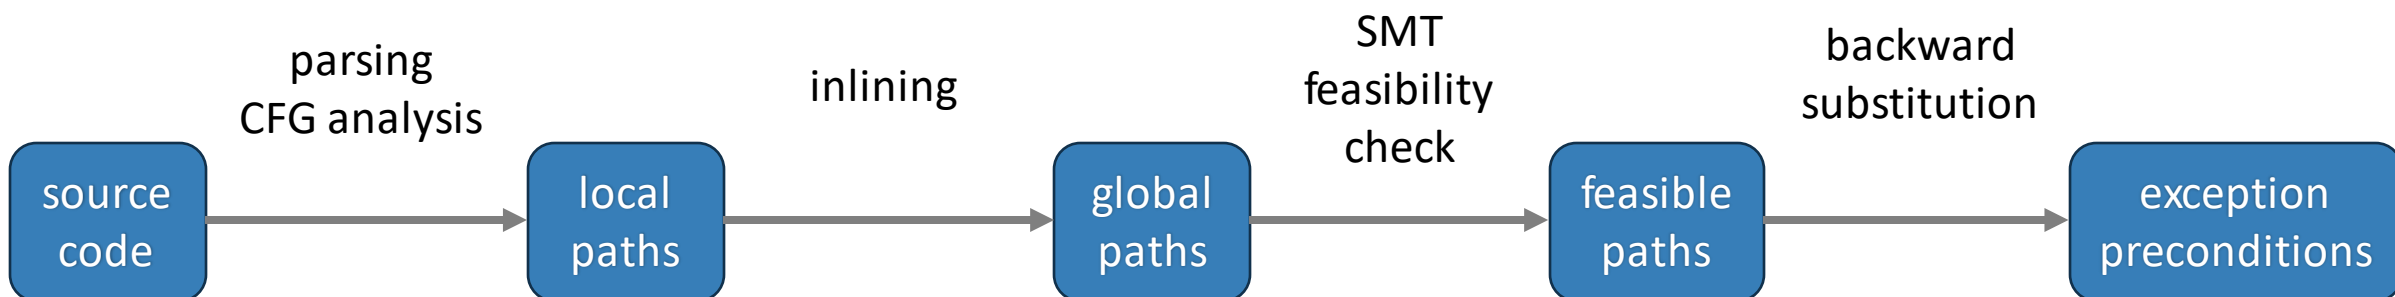 parsing
CFG analysis
inlining
SMT
feasibility
check
backward
substitution
source
code
local
paths
global
paths
feasible
paths
exception
preconditions